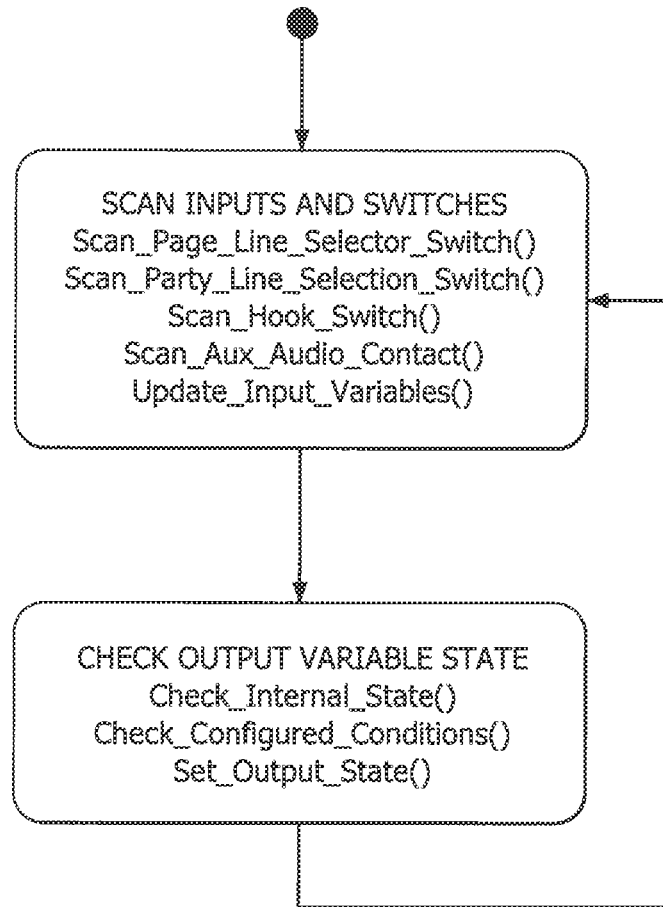 SCAN INPUTS AND SWITCHES
Scan_Page_Line_Selector_Switch()
Scan_Party_Line_Selection_Switch()
Scan_Hook_Switch()
Scan_Aux_Audio_Contact()
Update_Input_Variables()
CHECK OUTPUT VARIABLE STATE
Check_Internal_State()
Check_Configured_Conditions()
Set_Output_State()